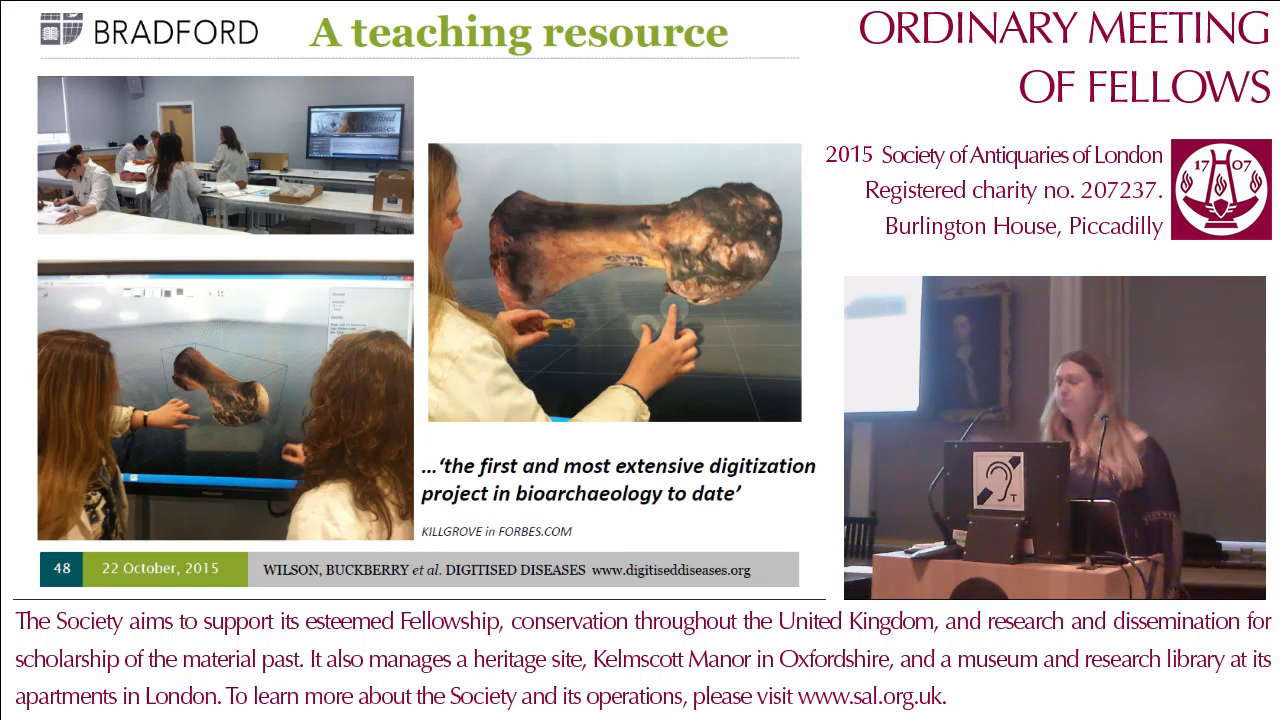 BRADFORD
A teaching resource
Digitised
Diseases
...‘the first and most extensive digitization
project in bioarchaeology to date’
KILLGROVE in FORBES.COM
48
22 October, 2015
WILSON, BUCKBERRY et al. DIGITISED DISEASES www.digitiseddiseases.org
ORDINARY MEETING
OF FELLOWS
2015 Society of Antiquaries of London
Registered charity no. 207237.
Burlington House, Piccadilly
17 07
T
The Society aims to support its esteemed Fellowship, conservation throughout the United Kingdom, and research and dissemination for
scholarship of the material past. It also manages a heritage site, Kelmscott Manor in Oxfordshire, and a museum and research library at its
apartments in London. To learn more about the Society and its operations, please visit www.sal.org.uk.